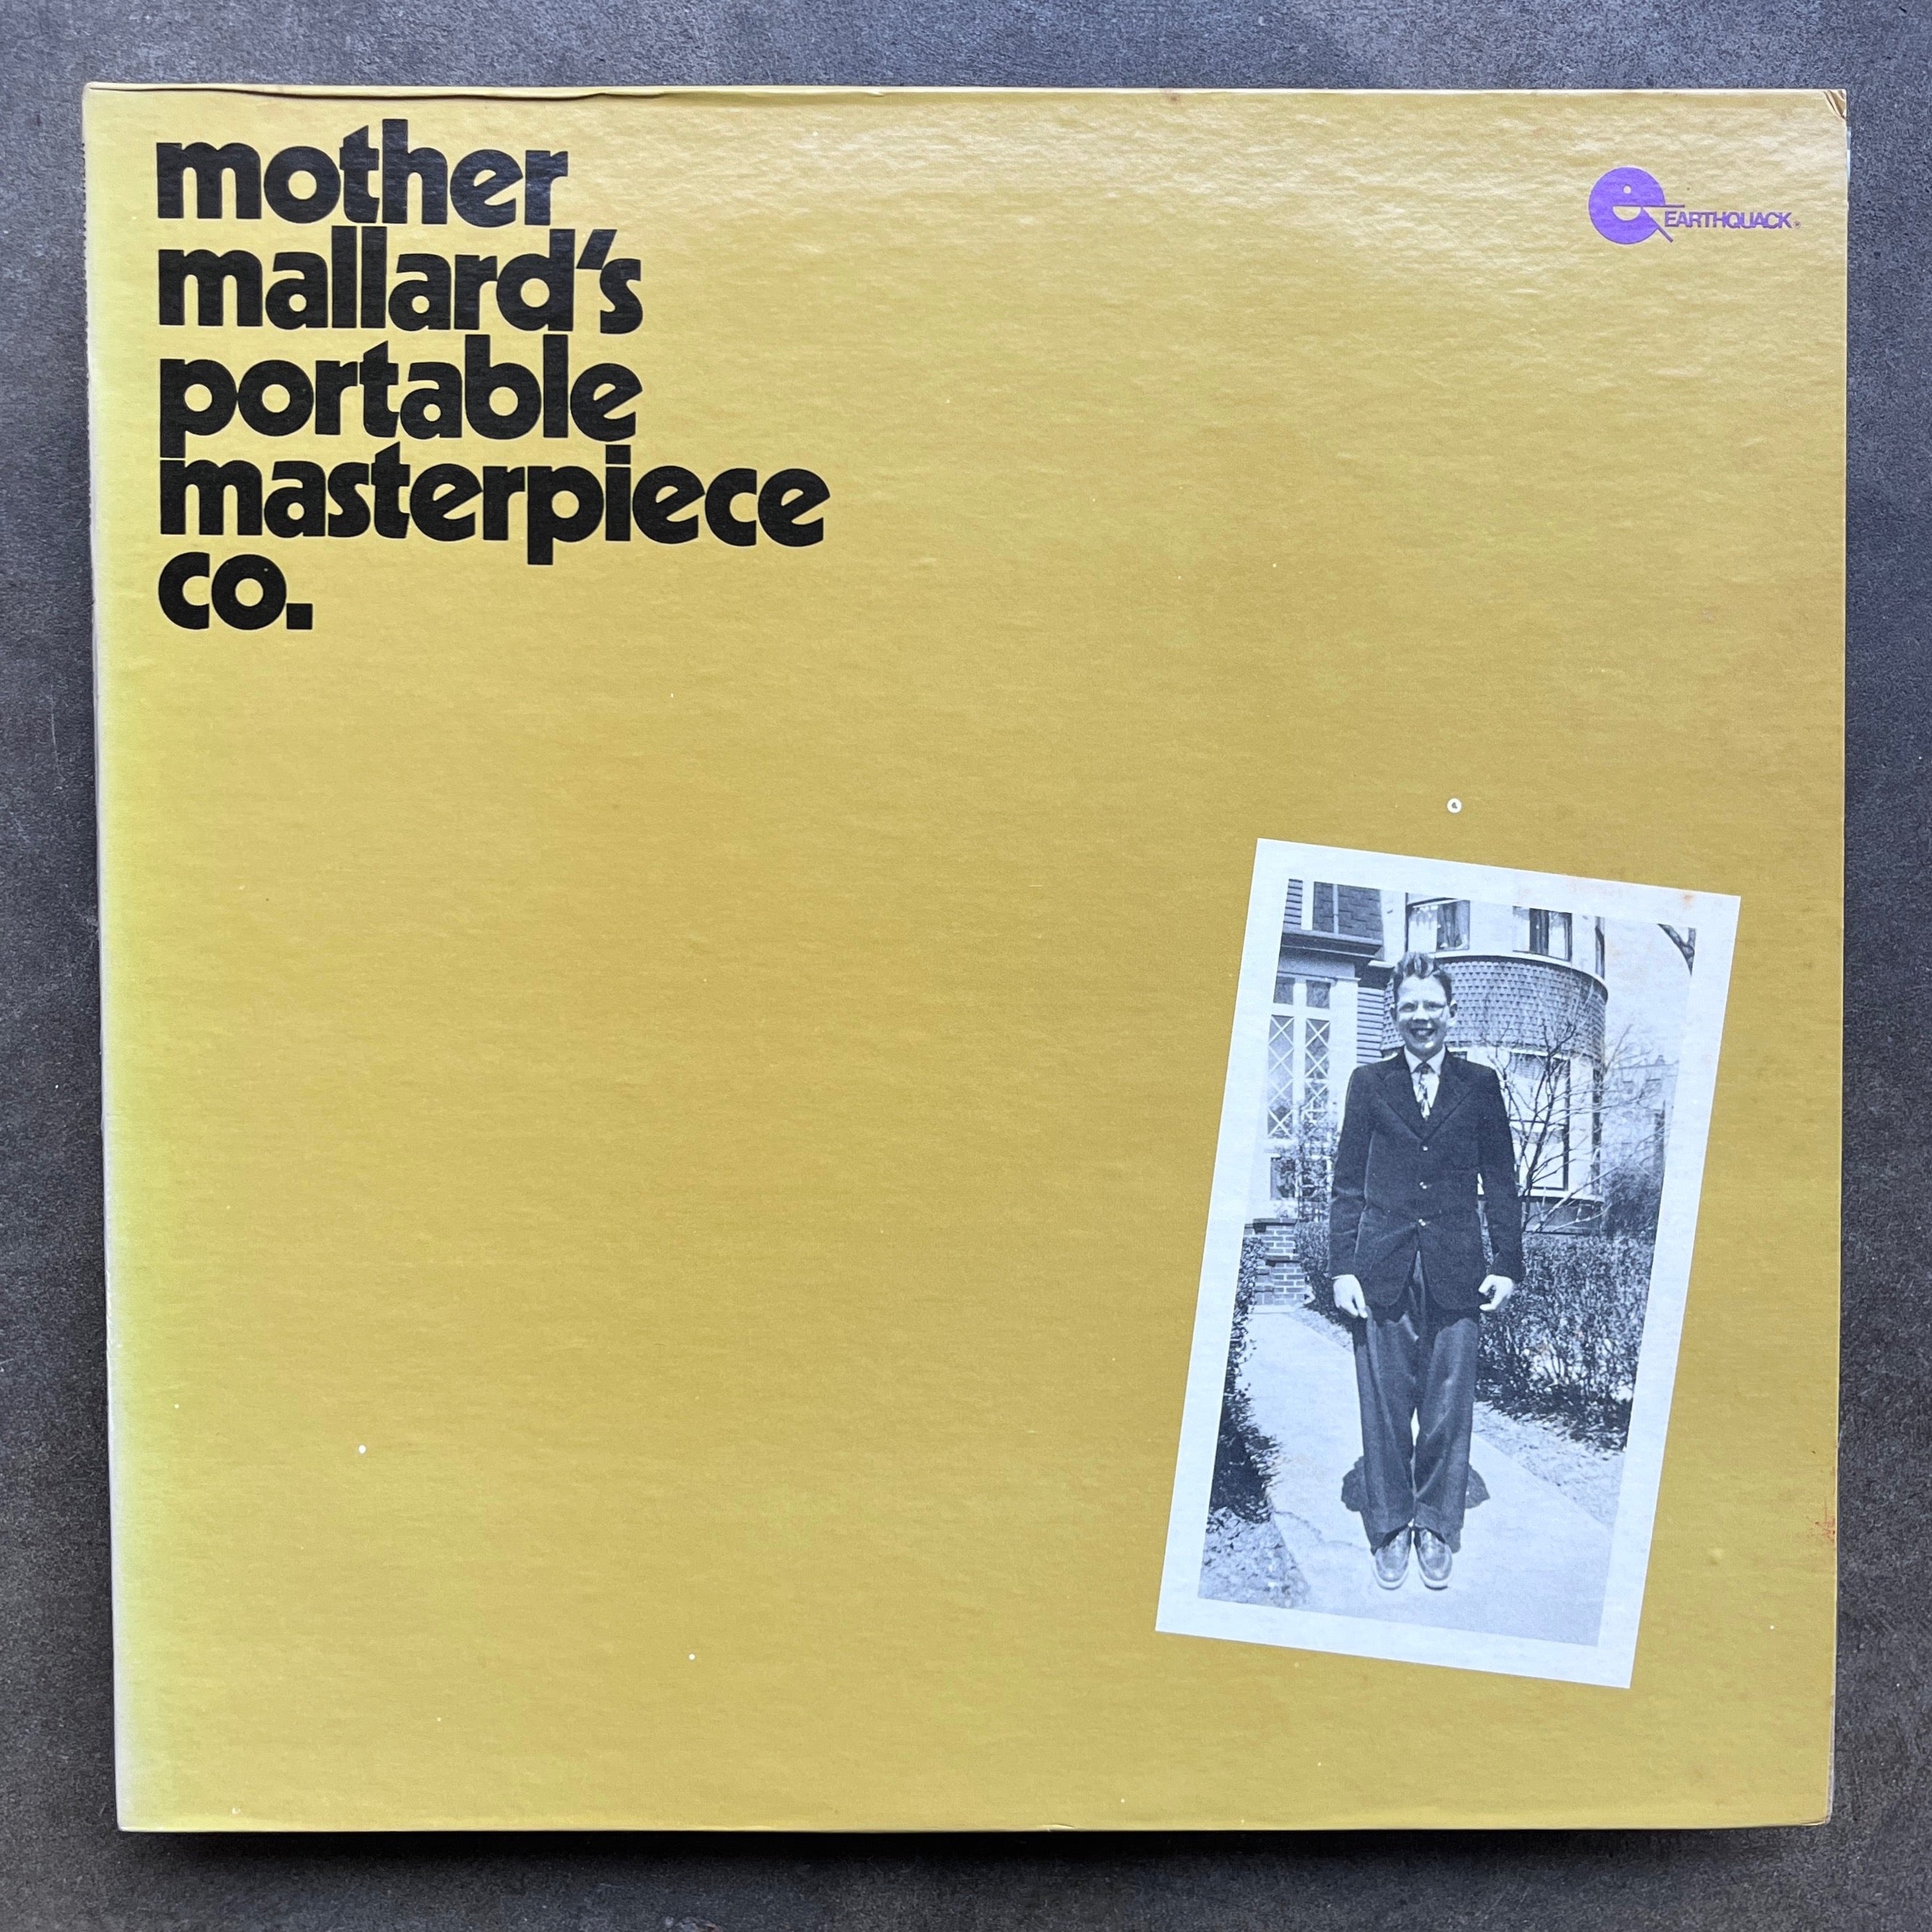 mother
mallard's
portable
masterpiece
co.
e EARTHQUACK®